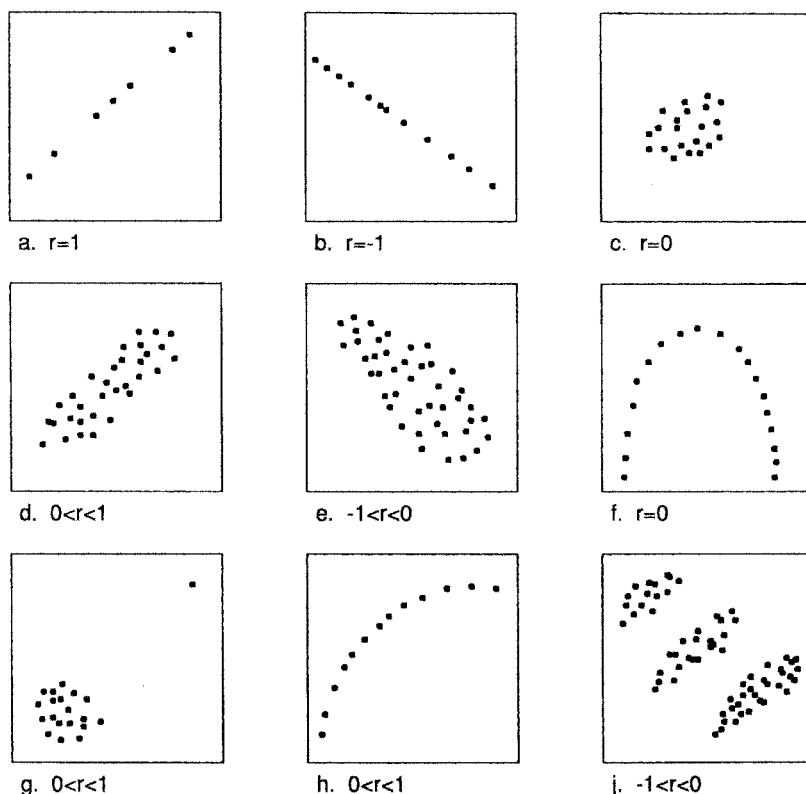 a. r=1
b. r=-1
c. r=0
d. 0<r<1
e. -1<r<0
f. r=0
g. 0<r<1
h. 0<r<1
j. -1<r<0